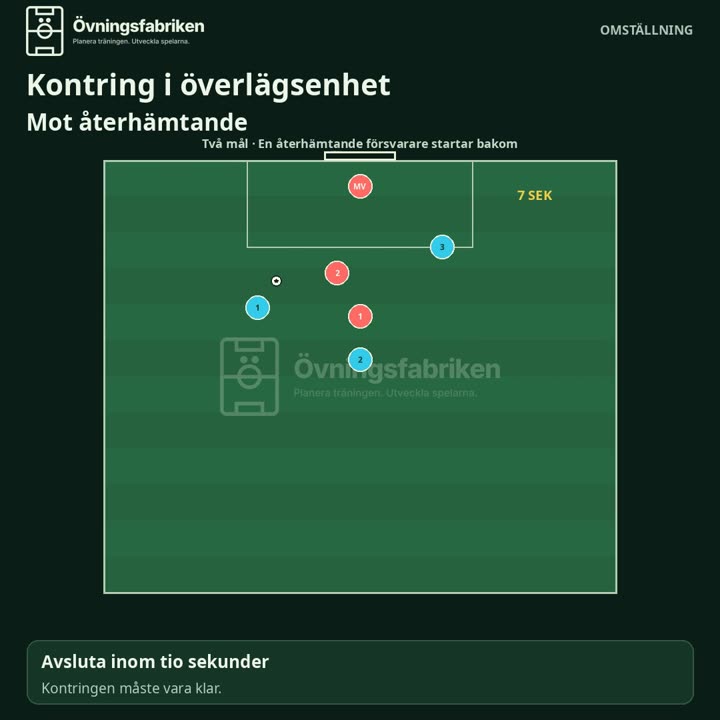 Övningsfabriken
Planera träningen. Utveckla spelarna.
OMSTÄLLNING
Kontring i överlägsenhet
Mot återhämtande
Två mål · En återhämtande försvarare startar bakom
MV
7 SEK
3
2
1
1
2
Övningsfabriken
Planera träningen. Utveckla spelarna.
Avsluta inom tio sekunder
Kontringen måste vara klar.